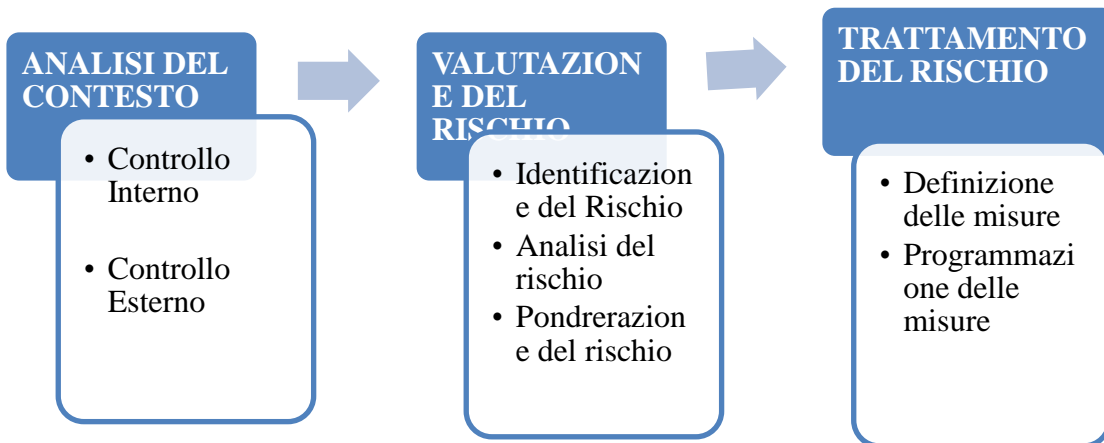 ANALISI DEL
CONTESTO
• Controllo
Interno
• Controllo
Esterno
VALUTAZION
E DEL
RISCHIO
• Identificazion
e del Rischio
• Analisi del
rischio
• Pondrerazion
e del rischio
TRATTAMENTO
DEL RISCHIO
• Definizione
delle misure
• Programmazi
one delle
misure